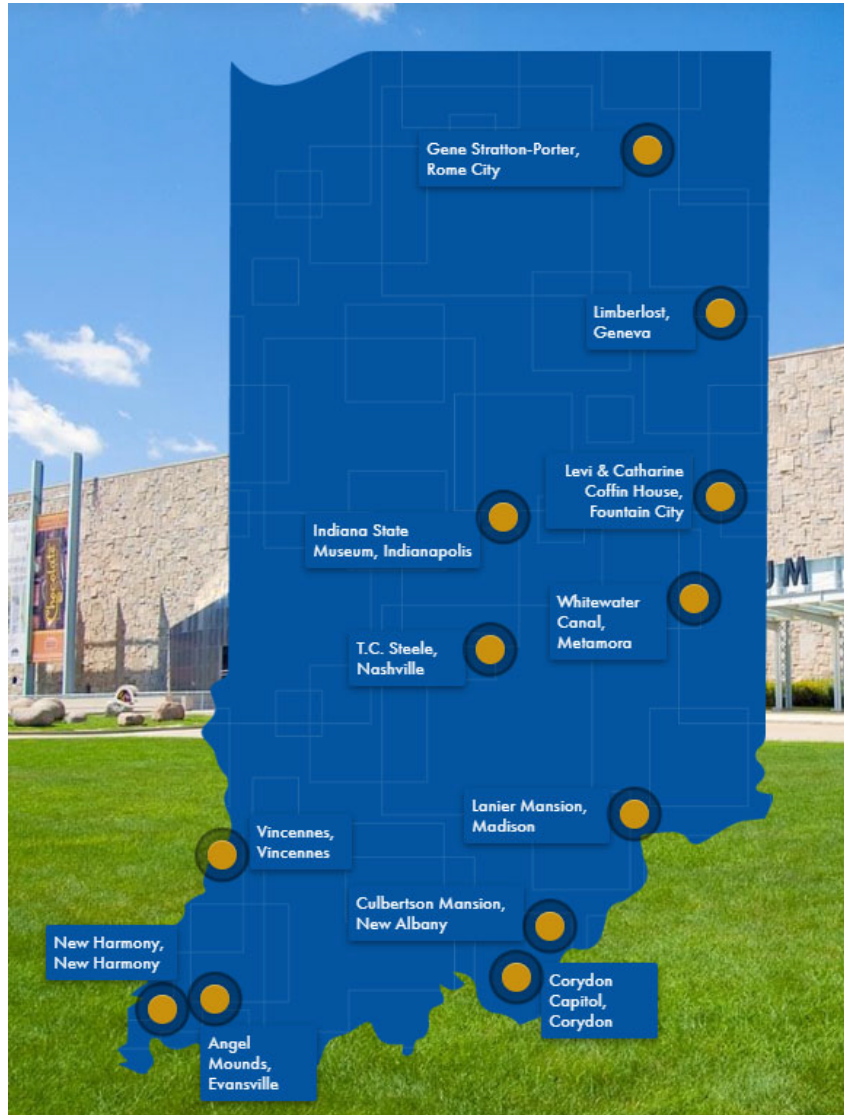 Gene Stratton-Porter,
Rome City
Limberlost,
Geneva
Levi & Catharine
Coffin House,
Fountain City
Indiana State
Museum, Indianapolis
UM
Whitewater
Canal,
Metamora
T.C. Steele,
Nashville
Chocolate
Lanier Mansion,
Madison
Vincennes,
Vincennes
Culbertson Mansion,
New Albany
New Harmony,
New Harmony
Corydon
Capitol,
Corydon
Angel
Mounds,
Evansville